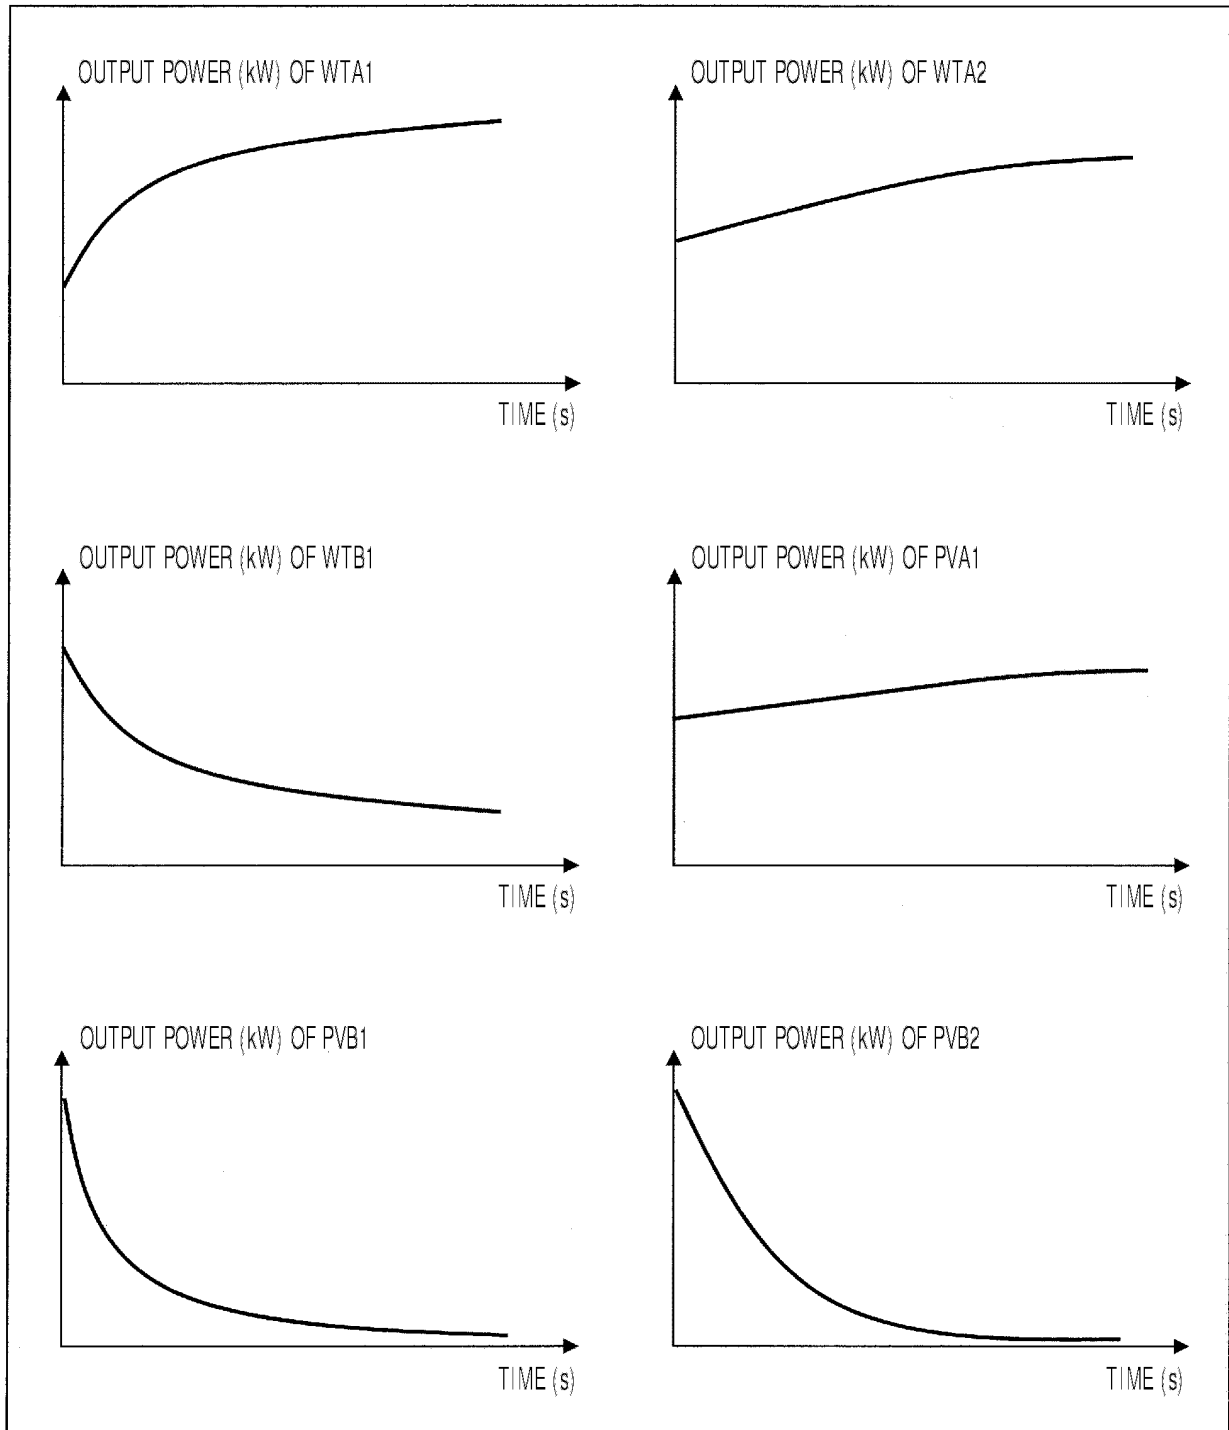 OUTPUT POWER (kW) OF WTA1
TIME (s)
OUTPUT POWER (kW) OF WTA2
TIME (s)
OUTPUT POWER (kW) OF WTB1
TIME (s)
OUTPUT POWER (kW) OF PVA1
TIME (s)
OUTPUT POWER (kW) OF PVB1
TIME (s)
OUTPUT POWER (kW) OF PVB2
TIME (s)